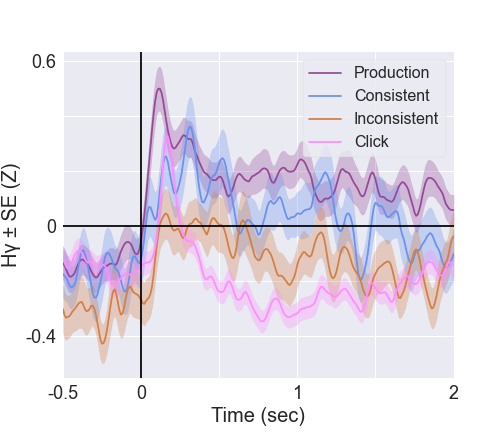 0.6
0
-0.4
Hγ ± SE (Z)
Production
Consistent
Inconsistent
Click
-0.5 0 1 2
Time (sec)